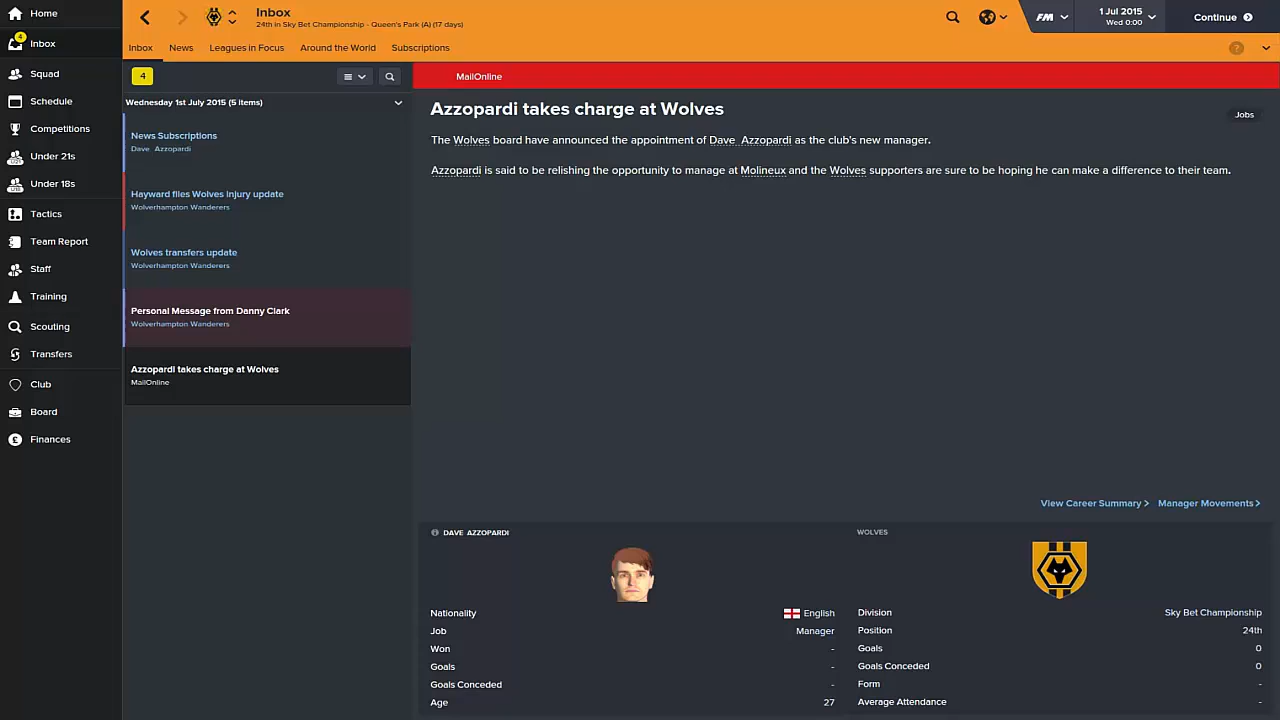 Home
4
Inbox
Squad
Schedule
Competitions
Under 21s
Under 18s
Tactics
Team Report
Staff
Training
Scouting
Transfers
Club
Board
Finances
Inbox
24th in Sky Bet Championship - Queen's Park (A) (17 days)
FM
1 Jul 2015
Wed 0:00
Continue
Inbox News Leagues in Focus Around the World Subscriptions
?
4
Wednesday 1st July 2015 (5 items)
News Subscriptions
Dave Azzopardi
Hayward files Wolves injury update
Wolverhampton Wanderers
Wolves transfers update
Wolverhampton Wanderers
Personal Message from Danny Clark
Wolverhampton Wanderers
Azzopardi takes charge at Wolves
MailOnline
MailOnline
Azzopardi takes charge at Wolves
Jobs
The Wolves board have announced the appointment of Dave Azzopardi as the club's new manager.
Azzopardi is said to be relishing the opportunity to manage at Molineux and the Wolves supporters are sure to be hoping he can make a difference to their team.
View Career Summary > Manager Movements >
DAVE AZZOPARDI
Nationality English
Job Manager
Won -
Goals -
Goals Conceded -
Age 27
WOLVES
Division Sky Bet Championship
Position 24th
Goals 0
Goals Conceded 0
Form -
Average Attendance -